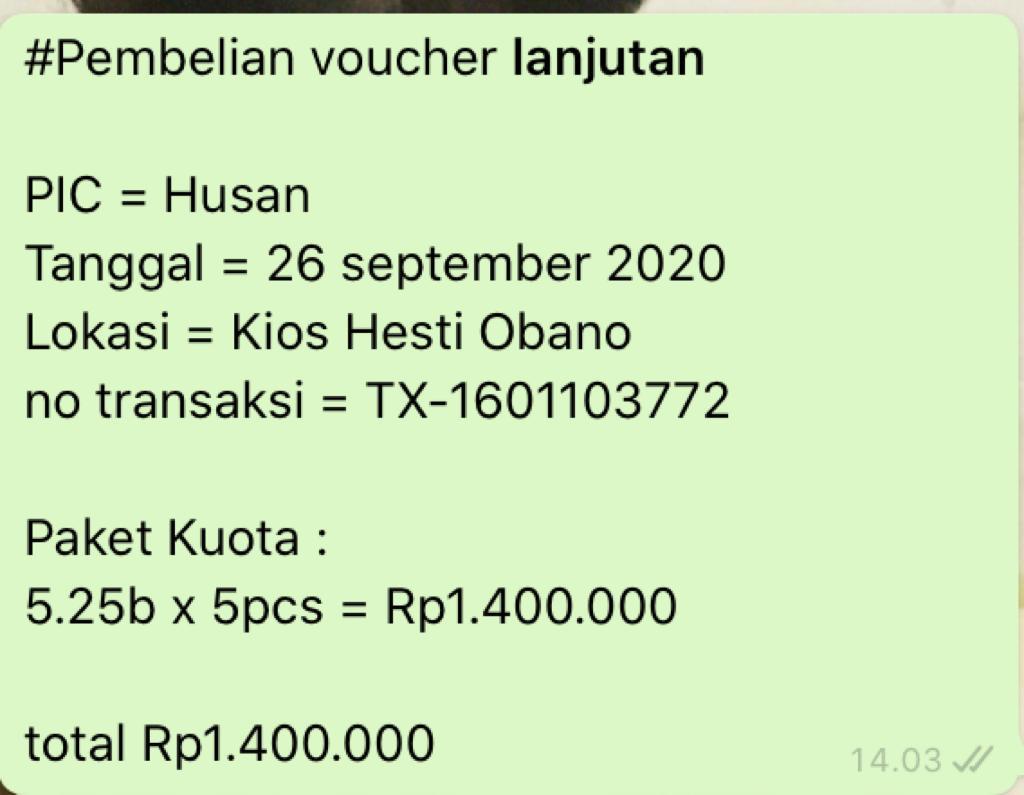 #Pembelian voucher lanjutan
PIC = Husan
Tanggal = 26 september 2020
Lokasi = Kios Hesti Obano
no transaksi = TX-1601103772
Paket Kuota :
5.25b x 5pcs = Rp1.400.000
total Rp1.400.000
14.03